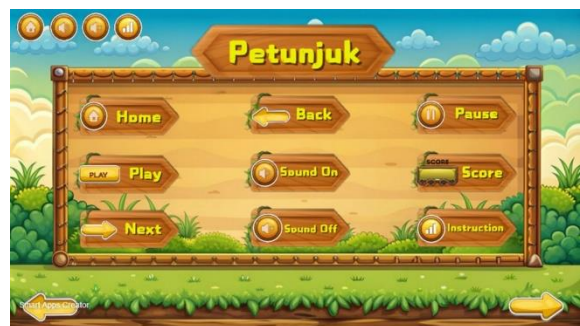 Petunjuk
Home
Back
Pause
PLAY Play
Sound On
SCORE
Score
Next
Sound Off
Instruction
Smart Apps Creator